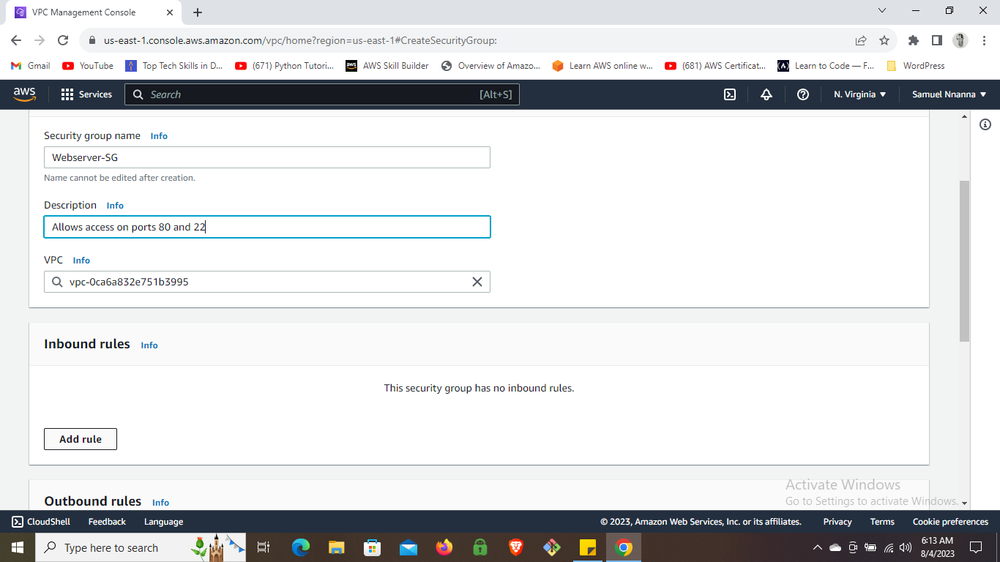 VPC Management Console
us-east-1.console.aws.amazon.com/vpc/home?region=us-east-1#CreateSecurityGroup:
Gmail YouTube Top Tech Skills in D... (671) Python Tutori... AWS Skill Builder Overview of Amazo... Learn AWS online w... (681) AWS Certificat... Learn to Code — F... WordPress
aws Services Search [Alt+S] N. Virginia Samuel Nnanna
Security group name Info
Webserver-SG
Name cannot be edited after creation.
Description Info
Allows access on ports 80 and 22
VPC Info
vpc-0ca6a832e751b3995
Inbound rules Info
This security group has no inbound rules.
Add rule
Activate Windows
Go to Settings to activate Windows.
Outbound rules Info
CloudShell Feedback Language © 2023, Amazon Web Services, Inc. or its affiliates. Privacy Terms Cookie preferences
Type here to search
6:13 AM
8/4/2023